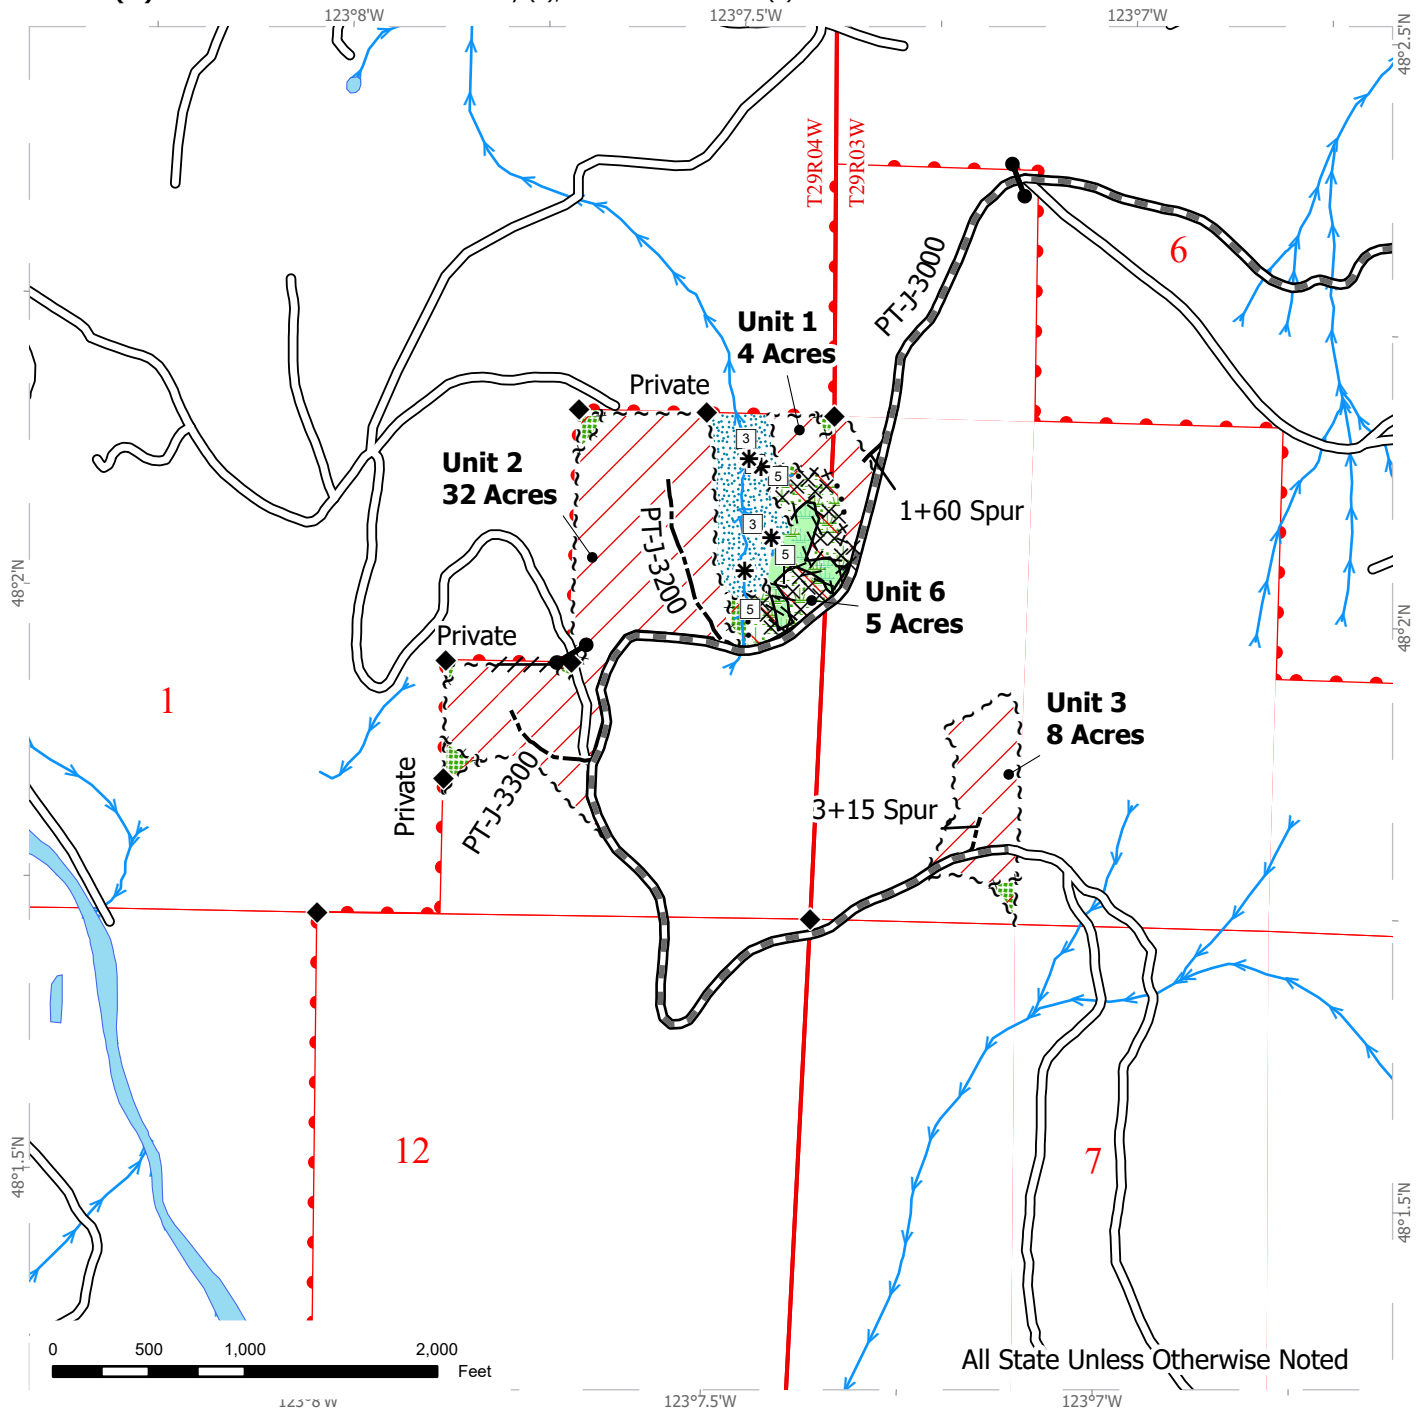 123°8'W
123°7.5'W
123°7'W
48°2.5'N
T29R04W
T29R03W
6
PT-J-3000
Unit 1
4 Acres
Private
Unit 2
32 Acres
3
5
1+60 Spur
PT-J-3200
3
5
48°2'N
Unit 6
5 Acres
5
48°2'N
Private
1
Unit 3
8 Acres
Private
PT-J-3300
3+15 Spur
12
7
48°1.5'N
48°1.5'N
0 500 1,000 2,000
Feet
All State Unless Otherwise Noted
123°8'W
123°7.5'W
123°7'W